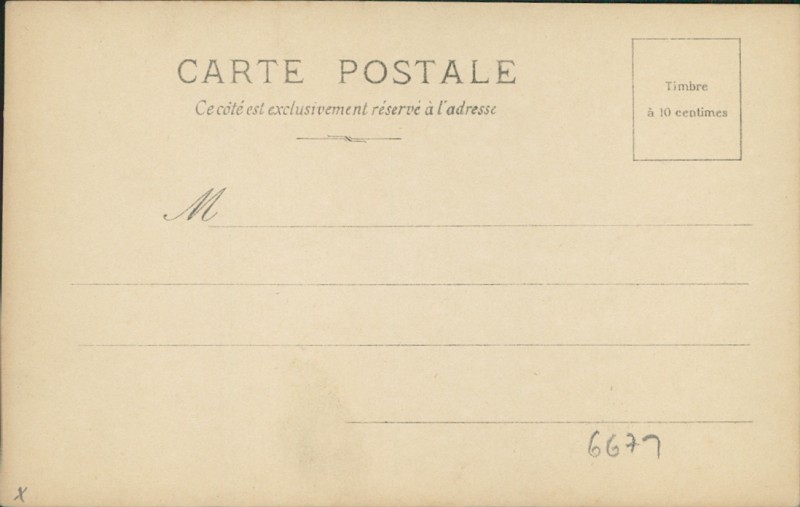 CARTE POSTALE
Ce côté est exclusivement réservé à l'adresse
Timbre
à 10 centimes
M
6677
X